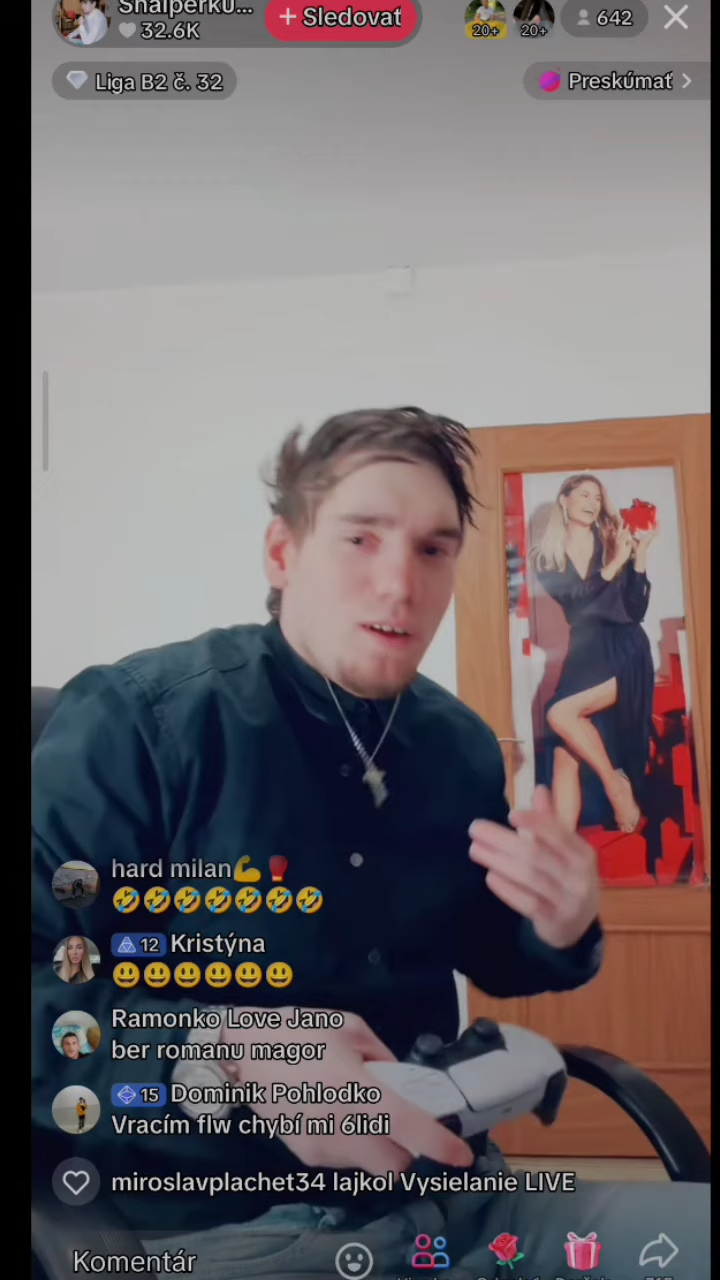 Snaiperku...
32.6K
+ Sledovať
20+
20+
642
Liga B2 č. 32
Preskúmať
hard milan💪🥊
🤣🤣🤣🤣🤣🤣🤣
12 Kristýna
😃😃😃😃😃😃
Ramonko Love Jano
ber romanu magor
15 Dominik Pohlodko
Vracím flw chybí mi 6lidi
miroslavplachet34 lajkol Vysielanie LIVE
Komentár